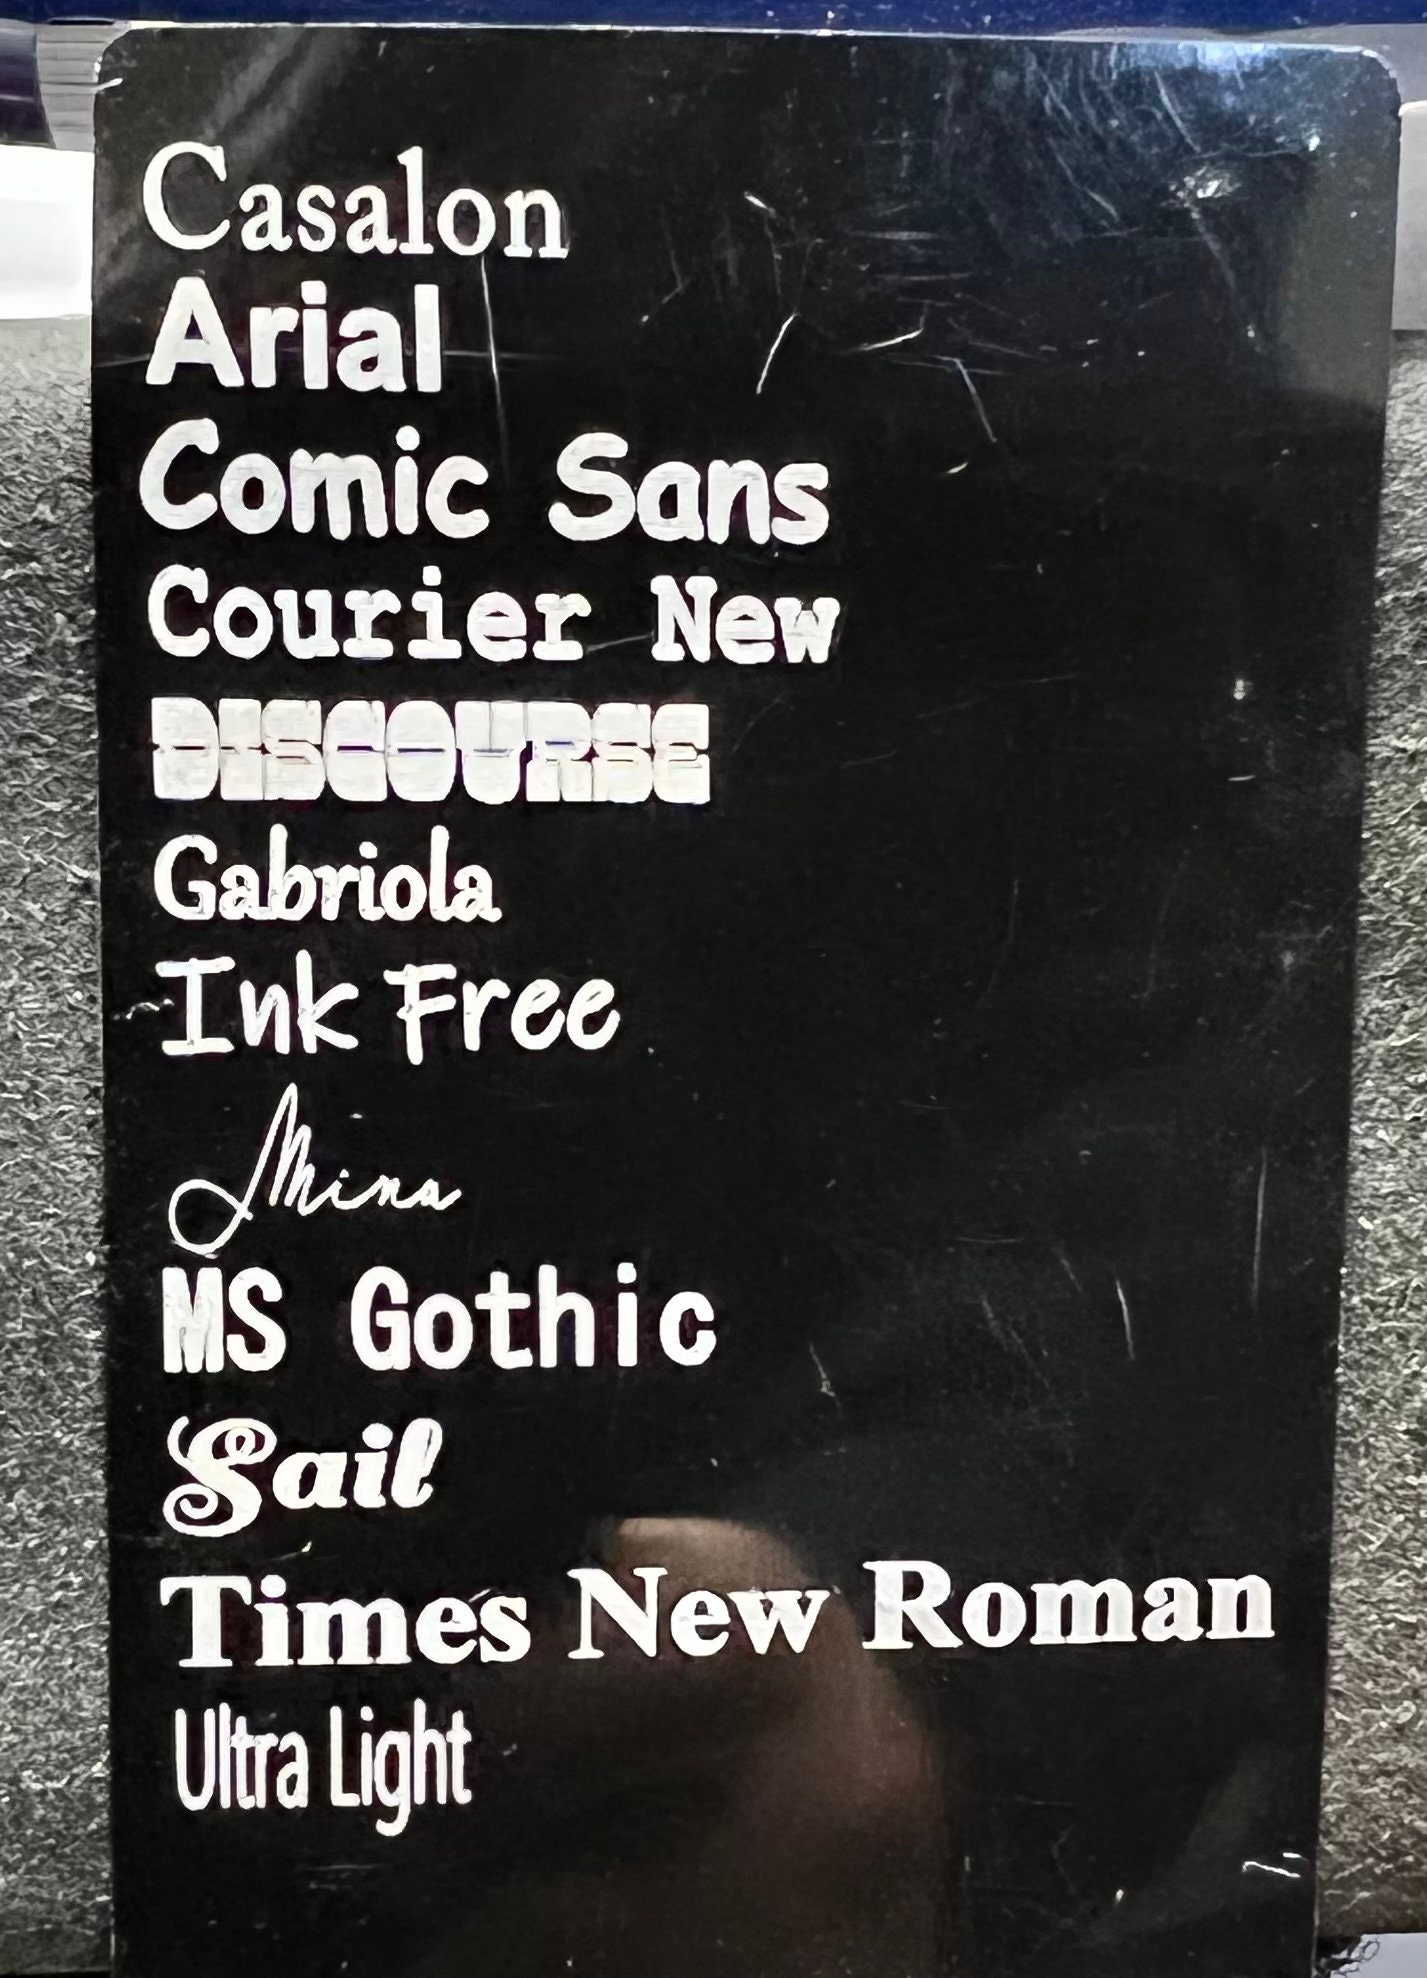 Casalon
Arial
Comic Sans
Courier New
DISCOURSE
Gabriola
Ink Free
Mina
MS Gothic
Sail
Times New Roman
Ultra Light